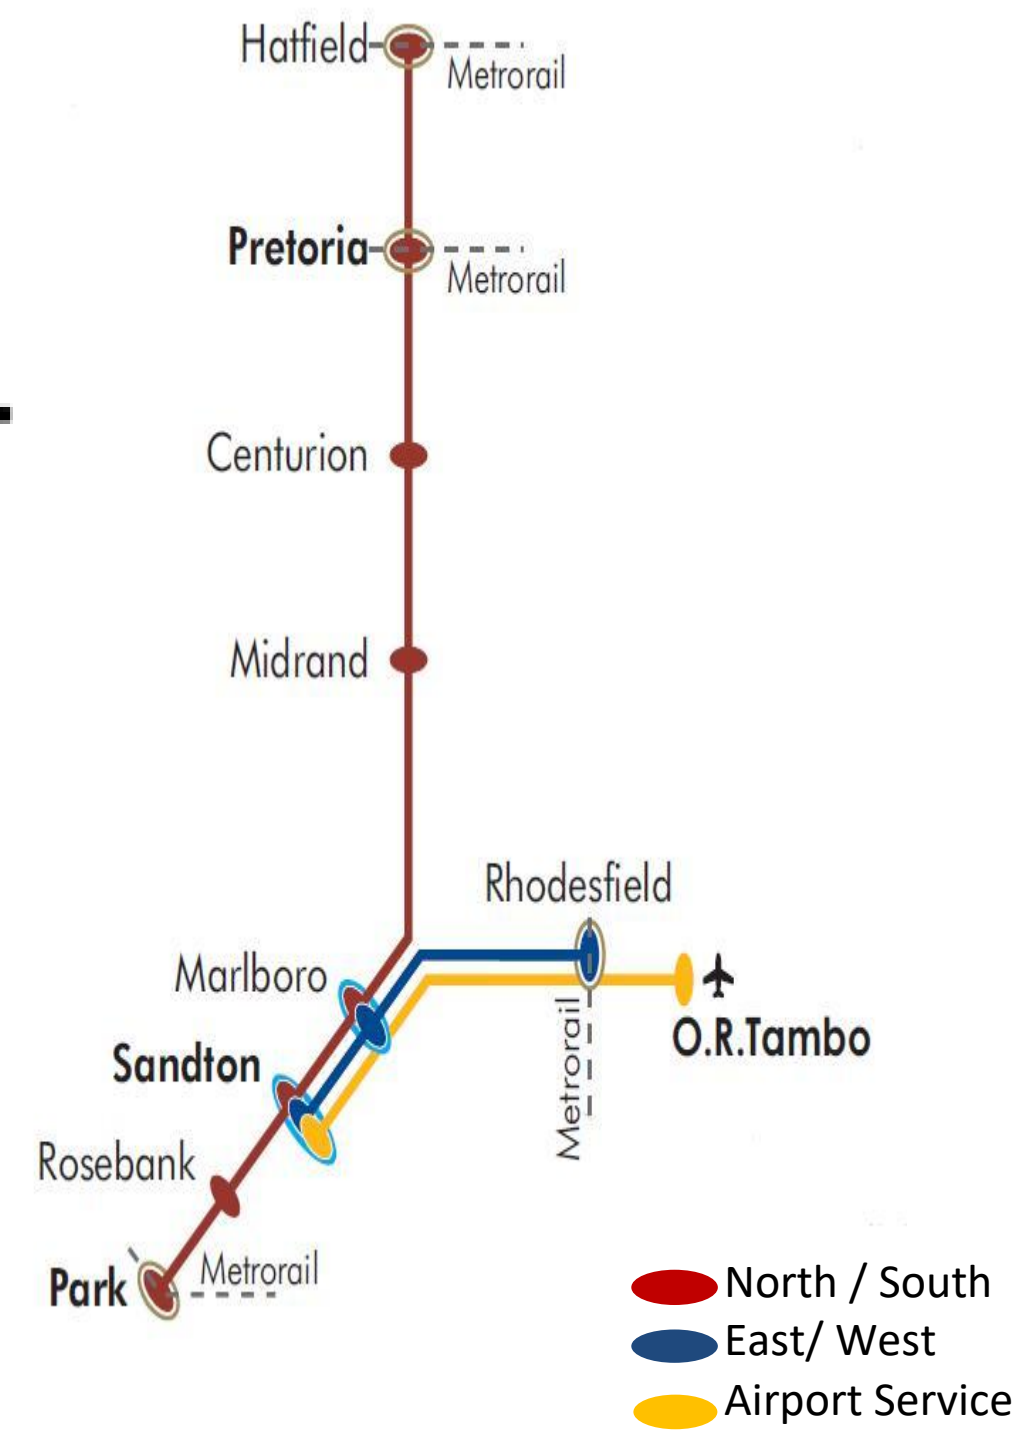 Hatfield
Metrorail
Pretoria
Metrorail
Centurion
Midrand
Rhodesfield
Marlboro
Metrorail
O.R.Tambo
Sandton
Rosebank
Park
Metrorail
North / South
East/ West
Airport Service